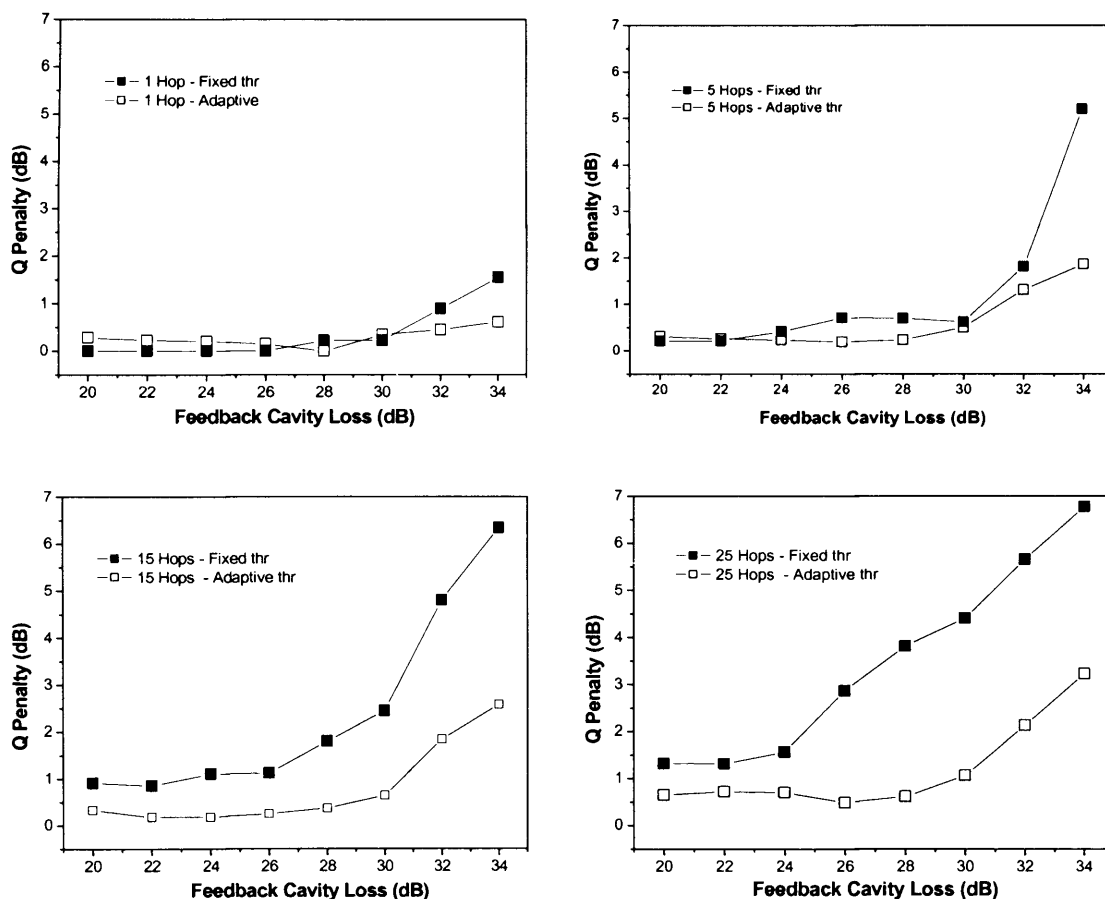 7
6
5
4
3
2
1
0
Q Penalty (dB)
1 Hop - Fixed thr
1 Hop - Adaptive
20 22 24 26 28 30 32 34
Feedback Cavity Loss (dB)
7
6
5
4
3
2
1
0
Q Penalty (dB)
5 Hops - Fixed thr
5 Hops - Adaptive thr
20 22 24 26 28 30 32 34
Feedback Cavity Loss (dB)
7
6
5
4
3
2
1
0
Q Penalty (dB)
15 Hops - Fixed thr
15 Hops - Adaptive thr
20 22 24 26 28 30 32 34
Feedback Cavity Loss (dB)
7
6
5
4
3
2
1
0
Q Penalty (dB)
25 Hops - Fixed thr
25 Hops - Adaptive thr
20 22 24 26 28 30 32 34
Feedback Cavity Loss (dB)